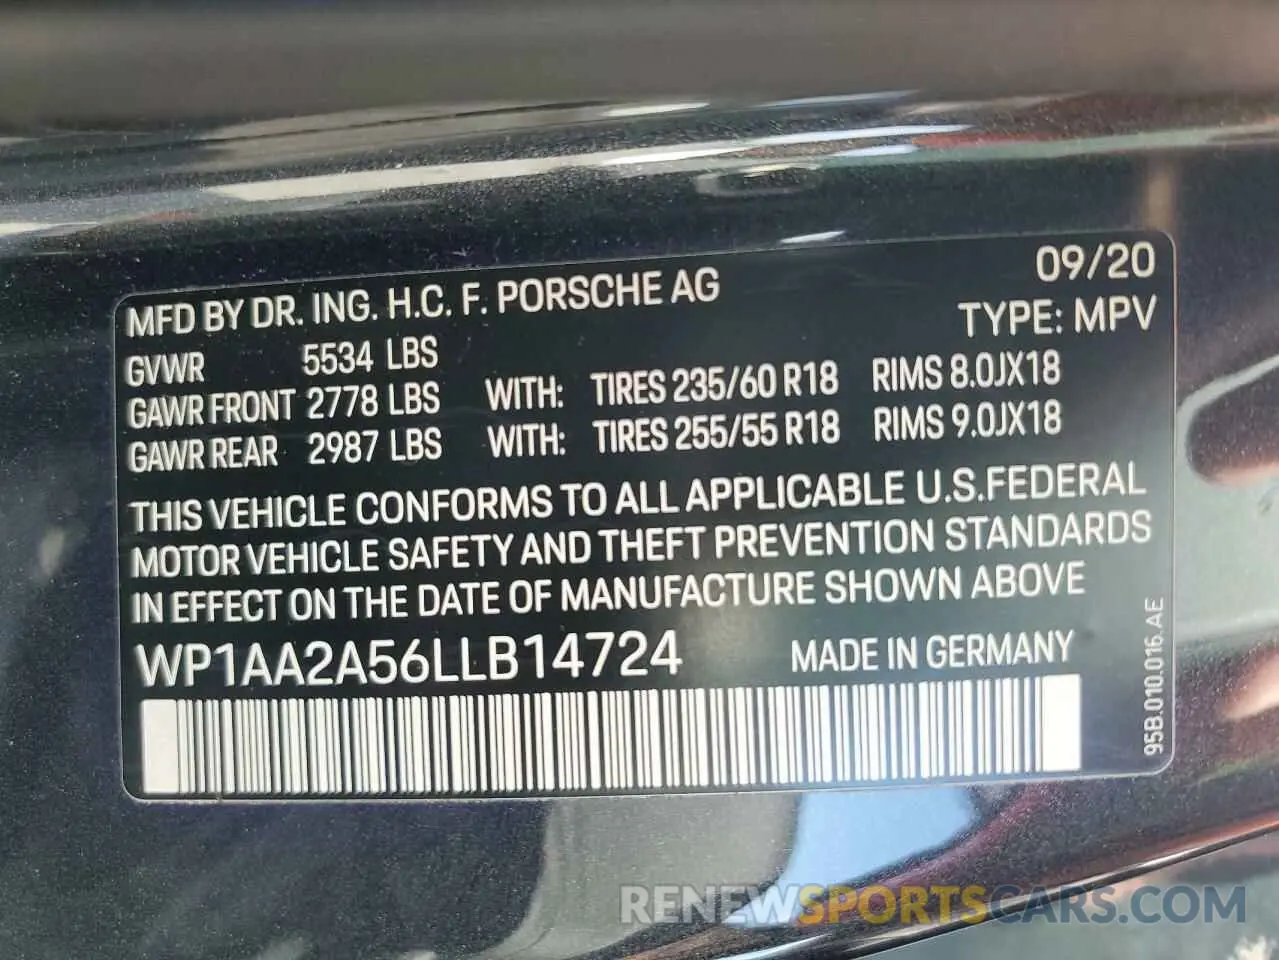 MFD BY DR. ING. H.C. F. PORSCHE AG 09/20
TYPE: MPV
GVWR 5534 LBS
GAWR FRONT 2778 LBS WITH: TIRES 235/60 R18 RIMS 8.0JX18
GAWR REAR 2987 LBS WITH: TIRES 255/55 R18 RIMS 9.0JX18
THIS VEHICLE CONFORMS TO ALL APPLICABLE U.S.FEDERAL
MOTOR VEHICLE SAFETY AND THEFT PREVENTION STANDARDS
IN EFFECT ON THE DATE OF MANUFACTURE SHOWN ABOVE
WP1AA2A56LLB14724 MADE IN GERMANY
95B.010.016.AE
RENEWSPORTSCARS.COM